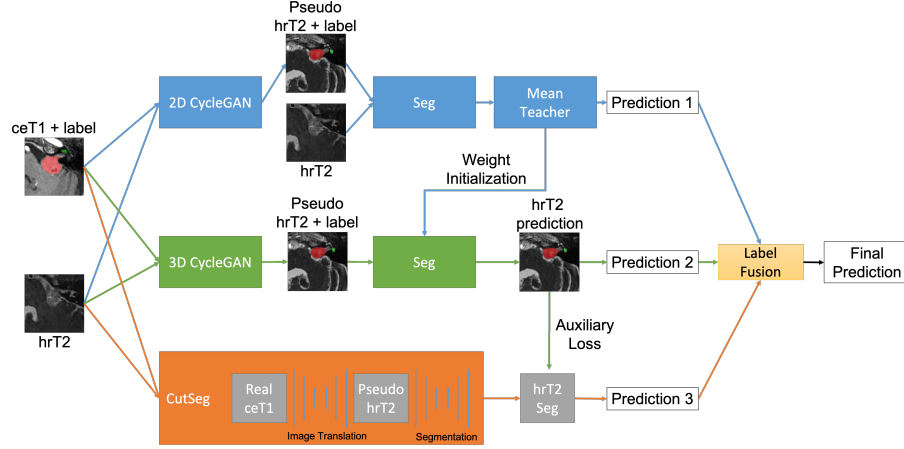 Pseudo
hrT2 + label
2D CycleGAN
Seg
Mean
Teacher
Prediction 1
ceT1 + label
hrT2
Weight
Initialization
Pseudo
hrT2 + label
hrT2
prediction
3D CycleGAN
Seg
Prediction 2
Label
Fusion
Final
Prediction
hrT2
Auxiliary
Loss
CutSeg
Real
ceT1
Image Translation
Pseudo
hrT2
Segmentation
hrT2
Seg
Prediction 3